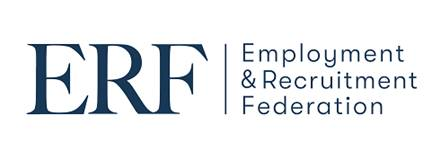 ERF
Employment
& Recruitment
Federation